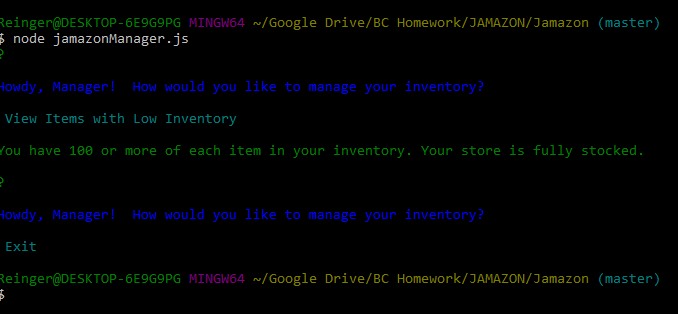 Reinger@DESKTOP-6E9G9PG MINGW64 ~/Google Drive/BC Homework/JAMAZON/Jamazon (master)
$ node jamazonManager.js
?
Howdy, Manager!  How would you like to manage your inventory?
View Items with Low Inventory
You have 100 or more of each item in your inventory. Your store is fully stocked.
?
Howdy, Manager!  How would you like to manage your inventory?
Exit
Reinger@DESKTOP-6E9G9PG MINGW64 ~/Google Drive/BC Homework/JAMAZON/Jamazon (master)
$